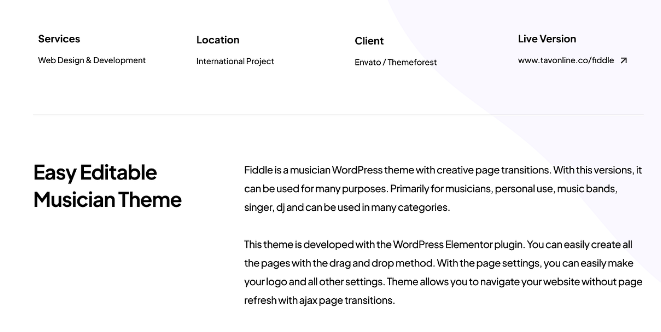 Services
Web Design & Development
Location
International Project
Client
Envato / Themeforest
Live Version
www.tavonline.co/fiddle
Easy Editable
Musician Theme
Fiddle is a musician WordPress theme with creative page transitions. With this versions, it
can be used for many purposes. Primarily for musicians, personal use, music bands,
singer, dj and can be used in many categories.
This theme is developed with the WordPress Elementor plugin. You can easily create all
the pages with the drag and drop method. With the page settings, you can easily make
your logo and all other settings. Theme allows you to navigate your website without page
refresh with ajax page transitions.